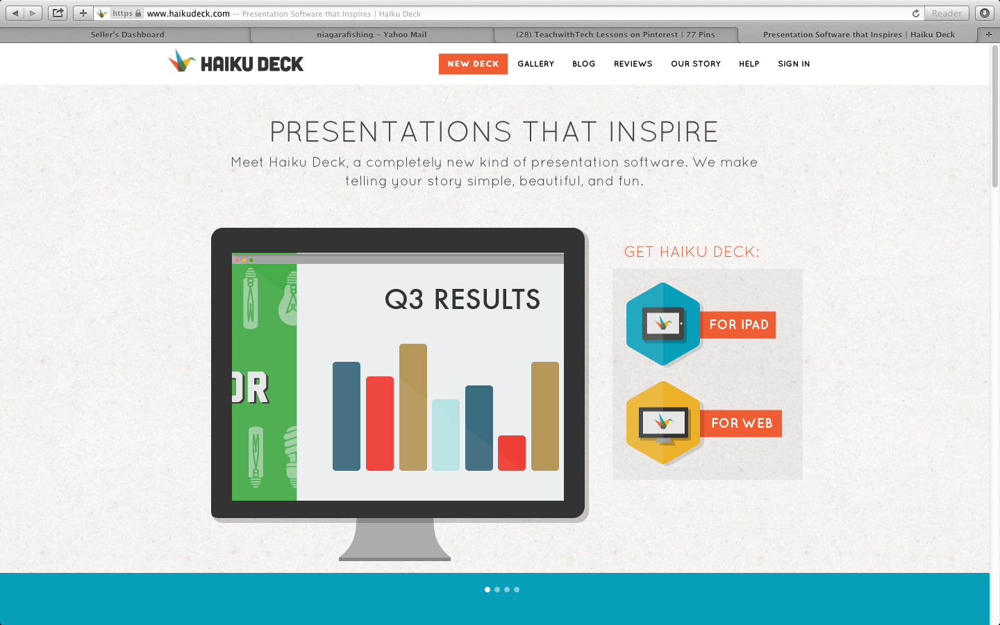 https www.haikudeck.com — Presentation Software that Inspires | Haiku Deck Reader
Seller's Dashboard niagarafishing – Yahoo Mail (28) TeachwithTech Lessons on Pinterest | 77 Pins Presentation Software that Inspires | Haiku Deck
HAIKU DECK NEW DECK GALLERY BLOG REVIEWS OUR STORY HELP SIGN IN
PRESENTATIONS THAT INSPIRE
Meet Haiku Deck, a completely new kind of presentation software. We make
telling your story simple, beautiful, and fun.
GET HAIKU DECK:
Q3 RESULTS
FOR IPAD
OR
FOR WEB